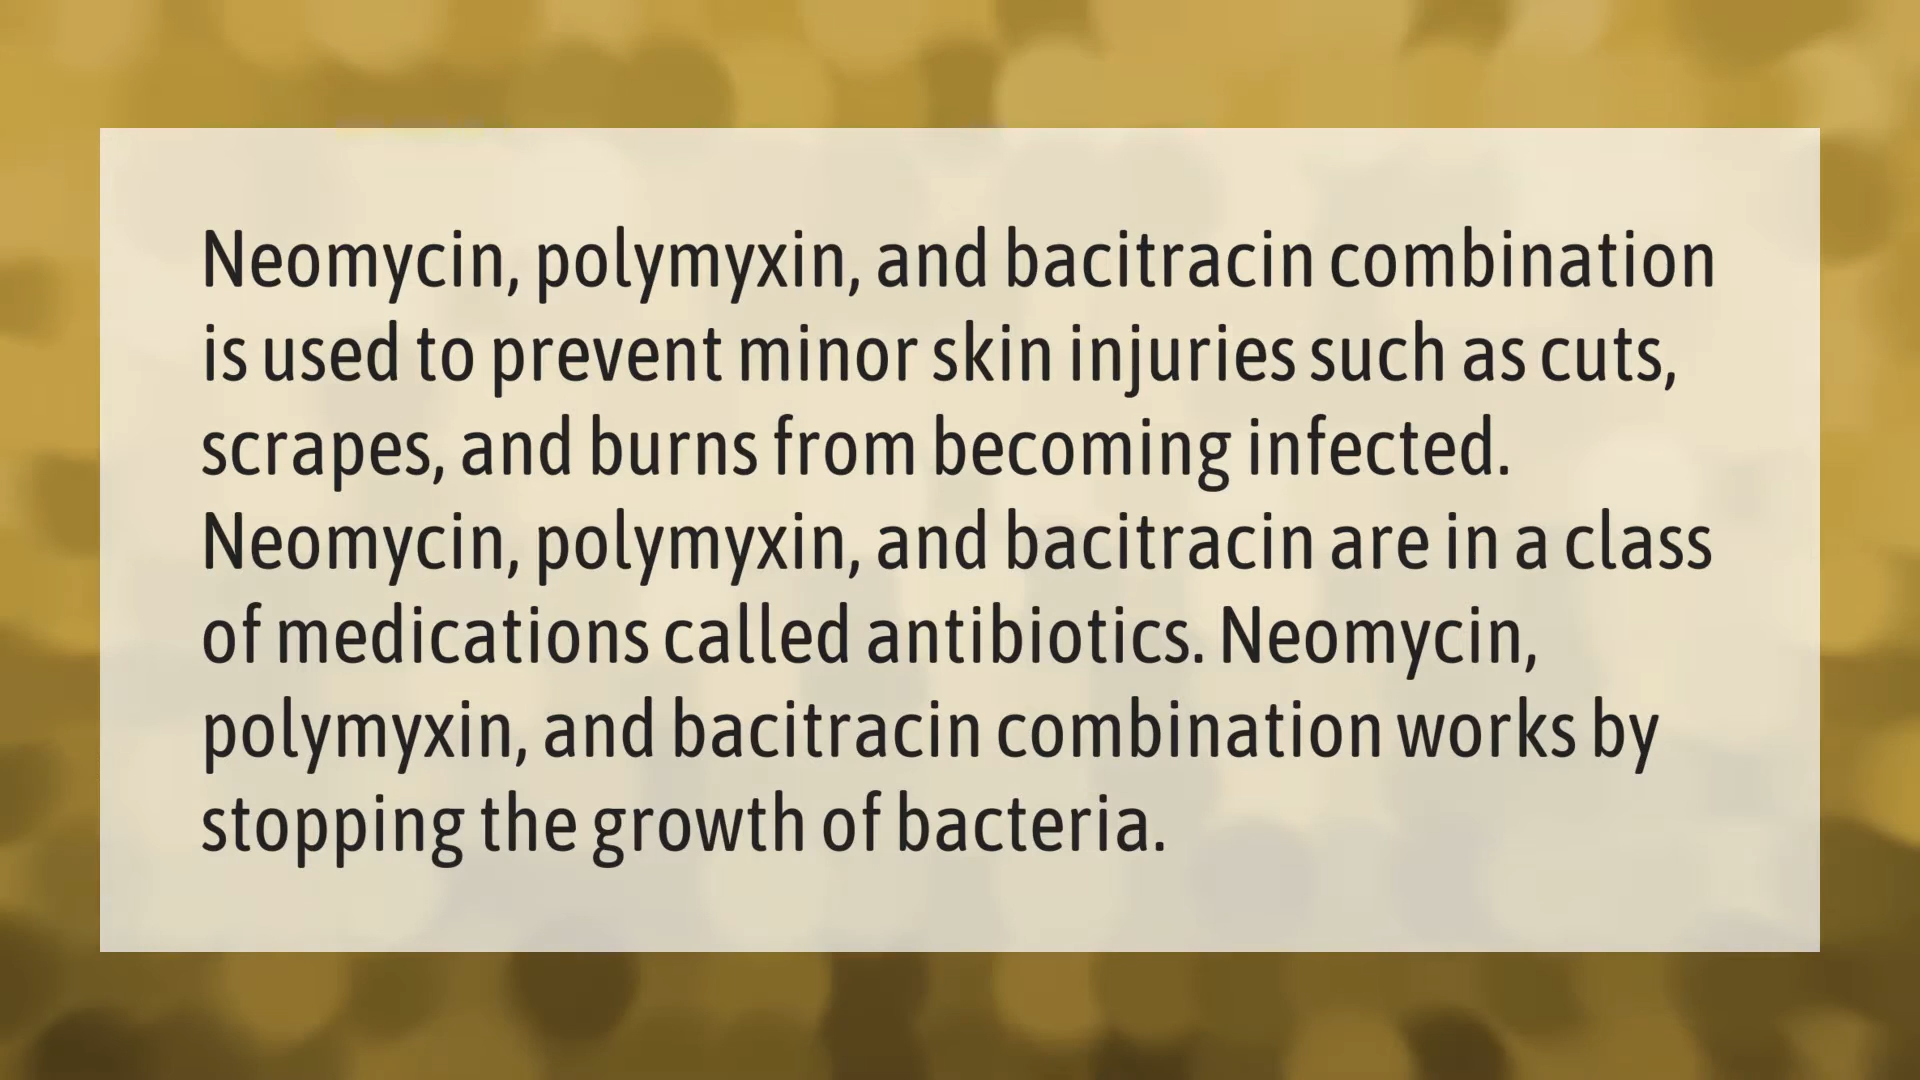 Neomycin, polymyxin, and bacitracin combination
is used to prevent minor skin injuries such as cuts,
scrapes, and burns from becoming infected.
Neomycin, polymyxin, and bacitracin are in a class
of medications called antibiotics. Neomycin,
polymyxin, and bacitracin combination works by
stopping the growth of bacteria.